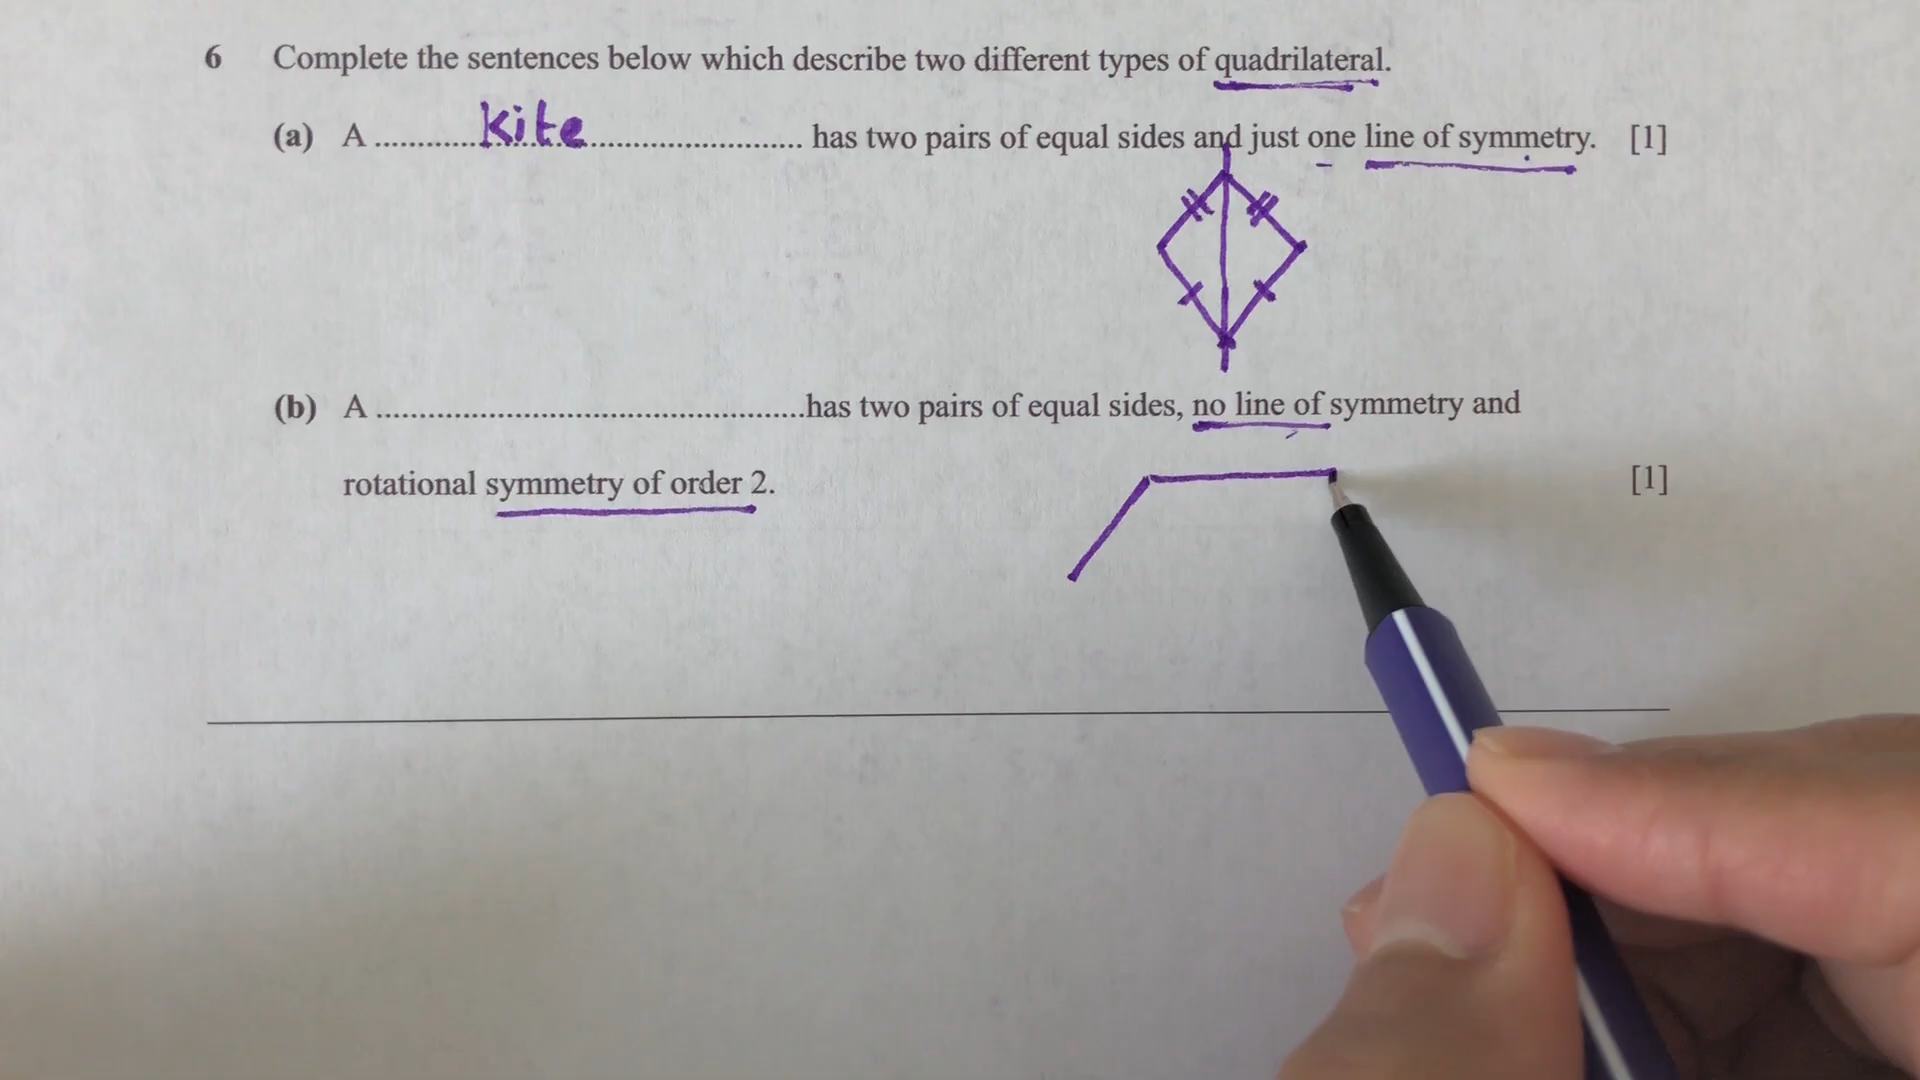 6 Complete the sentences below which describe two different types of quadrilateral.
(a) A ..........kite......................... has two pairs of equal sides and just one line of symmetry. [1]
(b) A ..................................................has two pairs of equal sides, no line of symmetry and
rotational symmetry of order 2. [1]